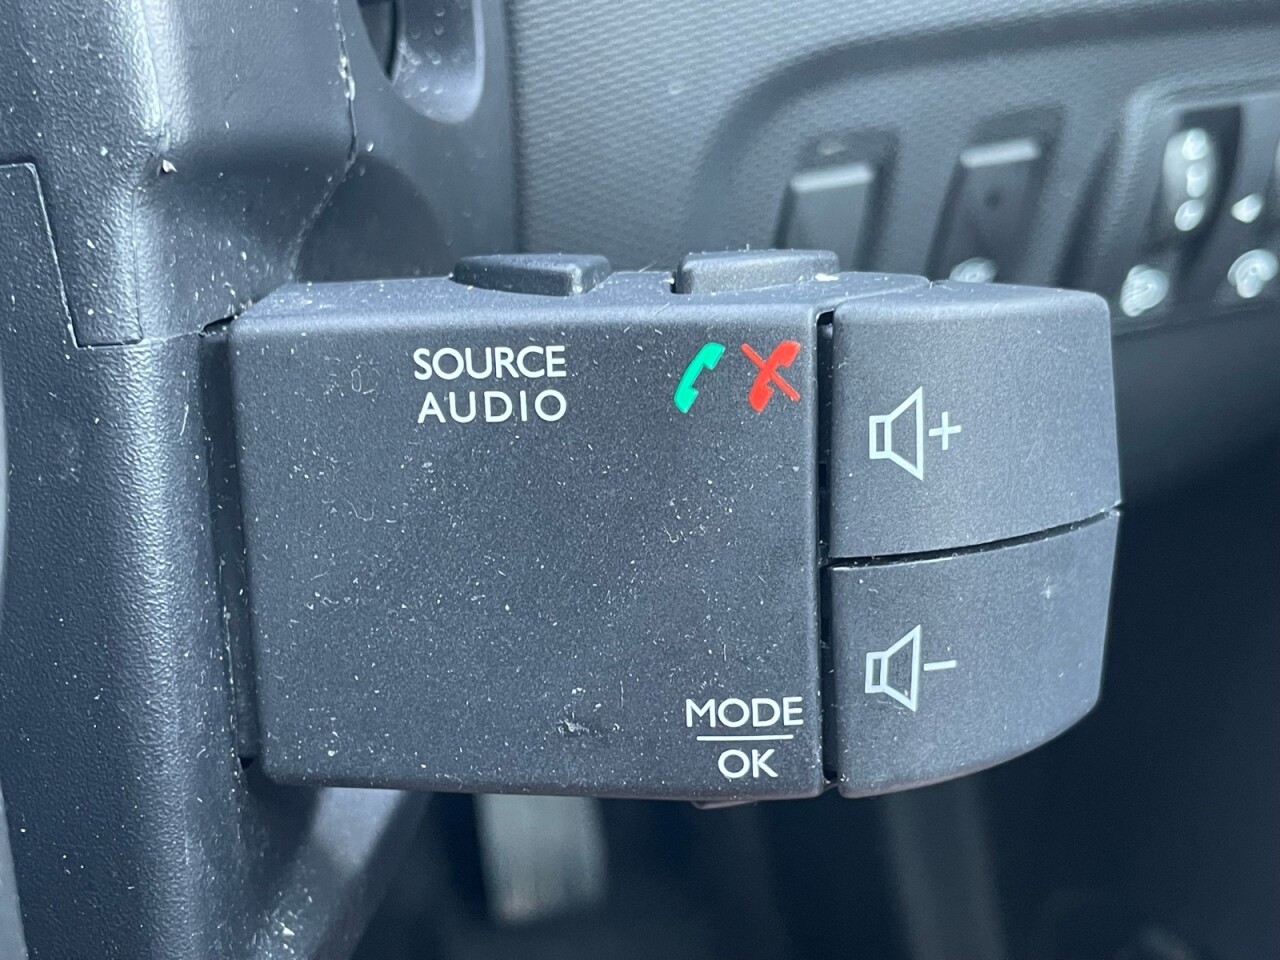 SOURCE
AUDIO
+
-
MODE
OK